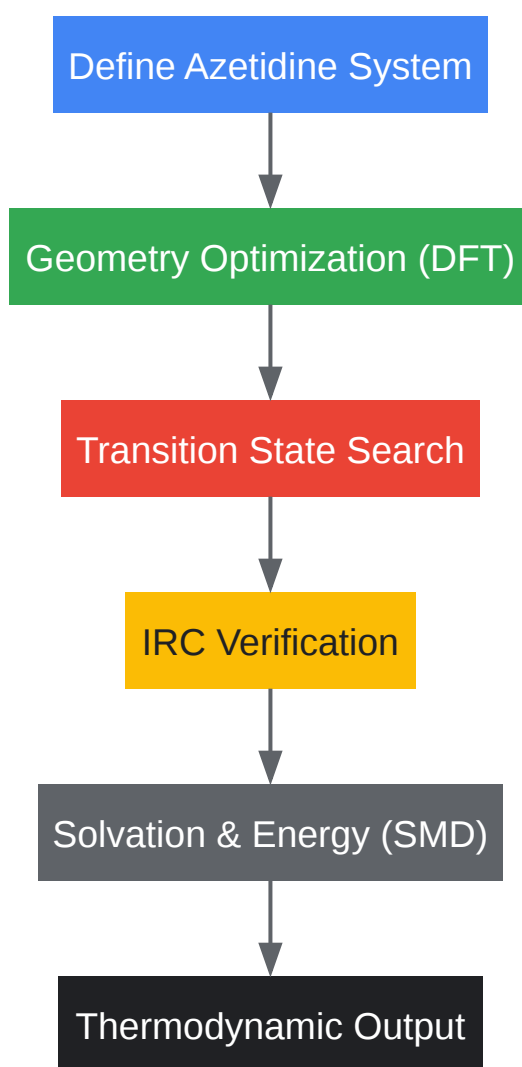 Define Azetidine System
Geometry Optimization (DFT)
Transition State Search
IRC Verification
Solvation & Energy (SMD)
Thermodynamic Output